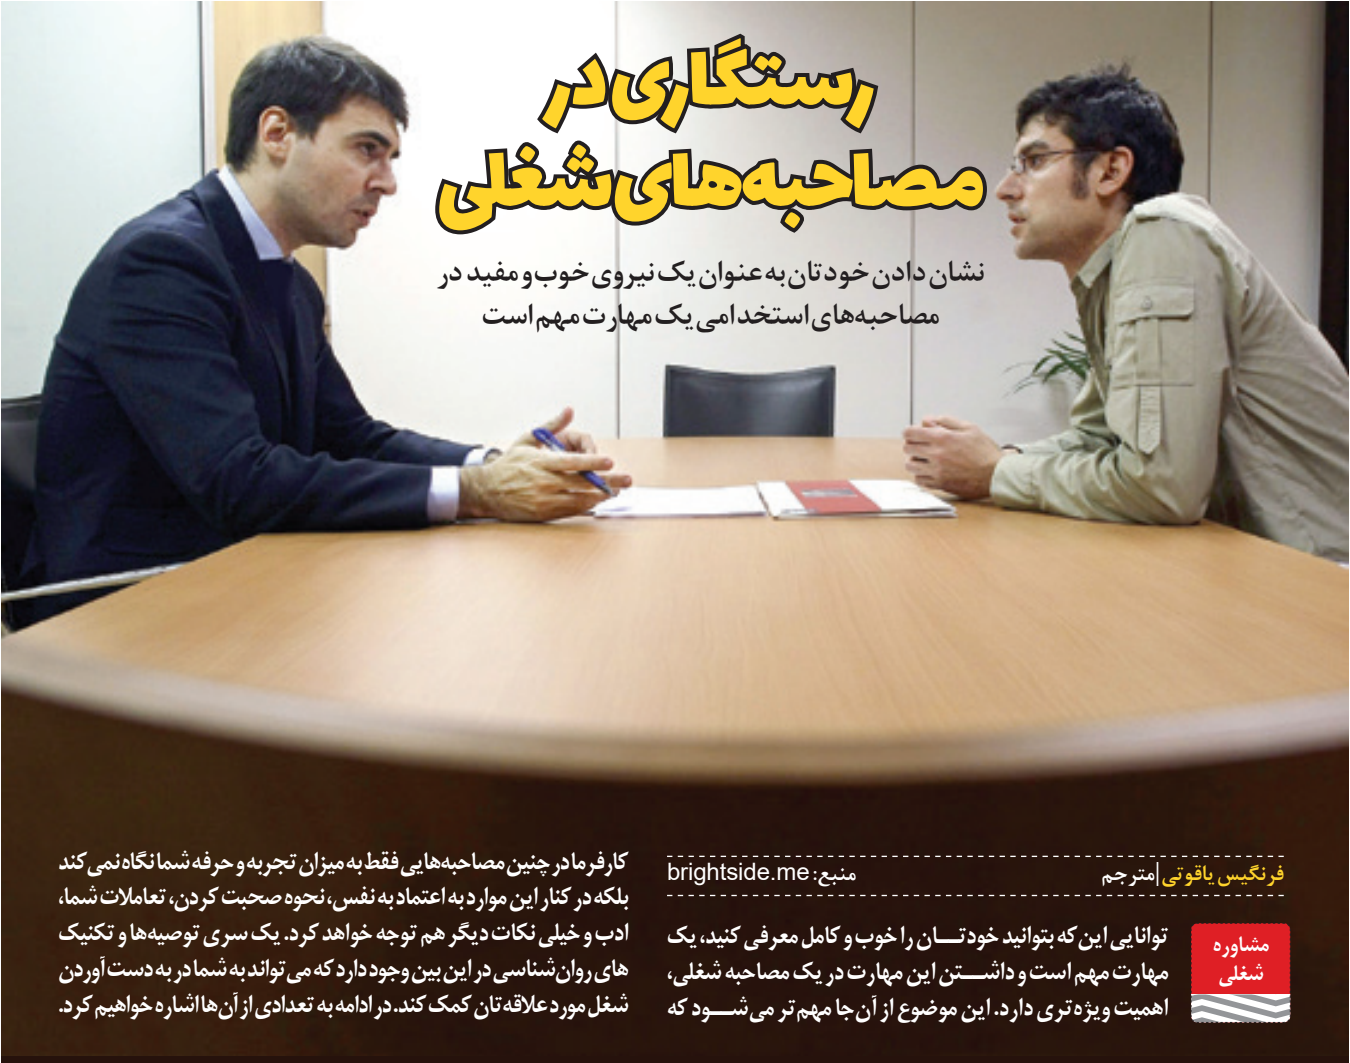 رستگاری در
مصاحبه‌های شغلی
نشان دادن خودتان به عنوان یک نیروی خوب و مفید در
مصاحبه‌های استخدامی یک مهارت مهم است
فرنگیس یاقوتی|مترجم
منبع: brightside.me
مشاوره
شغلی
توانایی این که بتوانید خودتـــان را خوب و کامل معرفی کنید، یک
مهارت مهم است و داشـــتن این مهارت در یک مصاحبه شغلی،
اهمیت ویژه‌تری دارد. این موضوع از آن جا مهم‌تر می‌شـــود که
کارفرما در چنین مصاحبه‌هایی فقط به میزان تجربه و حرفه شما نگاه نمی‌کند
بلکه در کنار این موارد به اعتماد به نفس، نحوه صحبت کردن، تعاملات شما،
ادب و خیلی نکات دیگر هم توجه خواهد کرد. یک سری توصیه‌ها و تکنیک
های روان‌شناسی در این بین وجود دارد که می‌تواند به شما در به دست آوردن
شغل مورد علاقه‌تان کمک کند. در ادامه به تعدادی از آن‌ها اشاره خواهیم کرد.